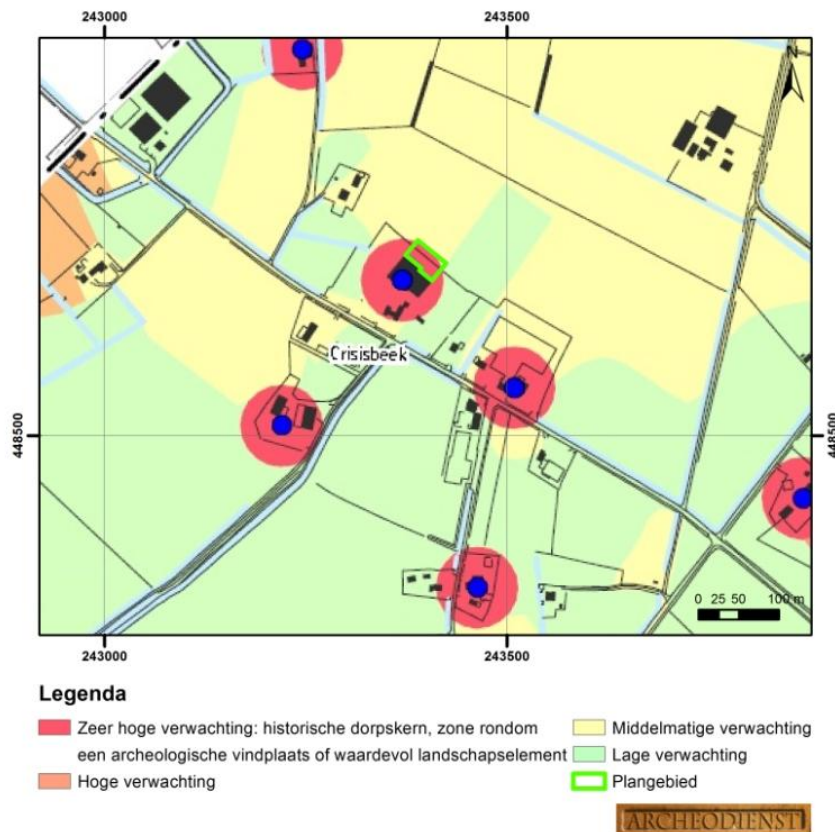 243000
243500
N
Crisisbeek
448500
448500
0 25 50 100 m
243000
243500
Legenda
Zeer hoge verwachting: historische dorpskern, zone rondom
een archeologische vindplaats of waardevol landschapselement
Hoge verwachting
Middelmatige verwachting
Lage verwachting
Plangebied
ARCHEODIENST